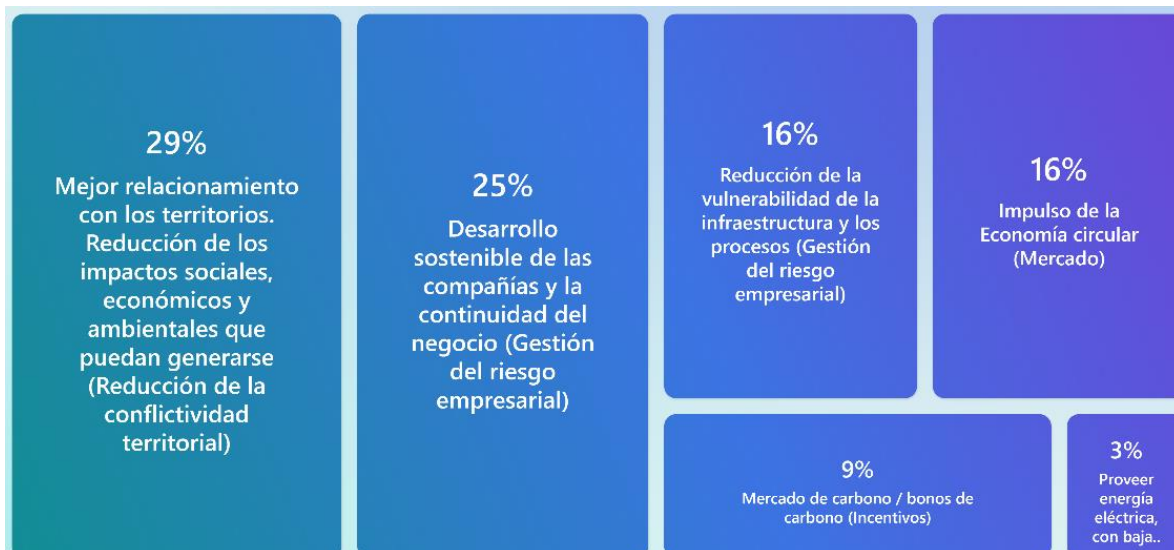 29%
Mejor relacionamiento
con los territorios.
Reducción de los
impactos sociales,
económicos y
ambientales que
puedan generarse
(Reducción de la
conflictividad
territorial)
25%
Desarrollo
sostenible de las
compañías y la
continuidad del
negocio (Gestión
del riesgo
empresarial)
16%
Reducción de la
vulnerabilidad de la
infraestructura y los
procesos (Gestión
del riesgo
empresarial)
16%
Impulso de la
Economía circular
(Mercado)
9%
Mercado de carbono / bonos de
carbono (Incentivos)
3%
Proveer
energía
eléctrica,
con baja..